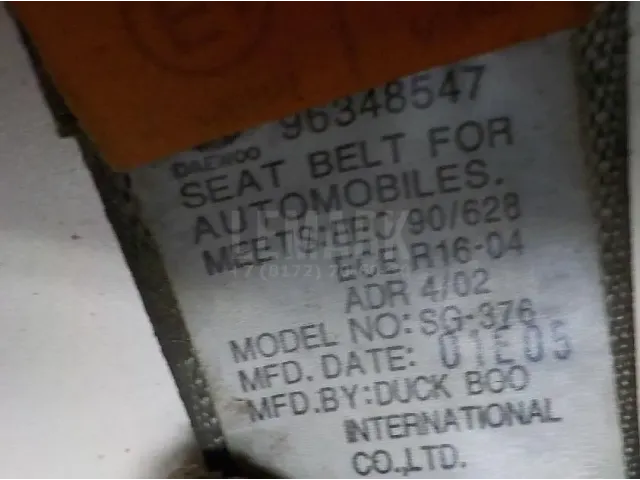 E
96348547
DAEWOO
SEAT BELT FOR
AUTOMOBILES.
MEETS: EEC 90/628
ECE R16-04
ADR 4/02
MODEL NO: SG-376
MFD. DATE: 01E05
MFD. BY: DUCK BOO
INTERNATIONAL
CO.,LTD.